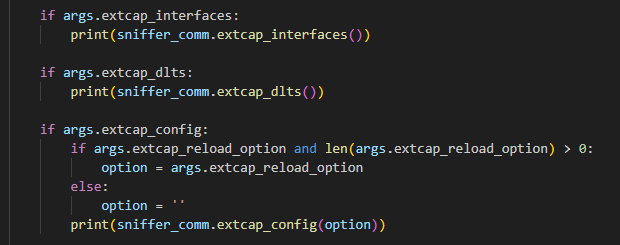 if args.extcap_interfaces:
    print(sniffer_comm.extcap_interfaces())
if args.extcap_dlts:
    print(sniffer_comm.extcap_dlts())
if args.extcap_config:
    if args.extcap_reload_option and len(args.extcap_reload_option) > 0:
        option = args.extcap_reload_option
    else:
        option = ''
    print(sniffer_comm.extcap_config(option))